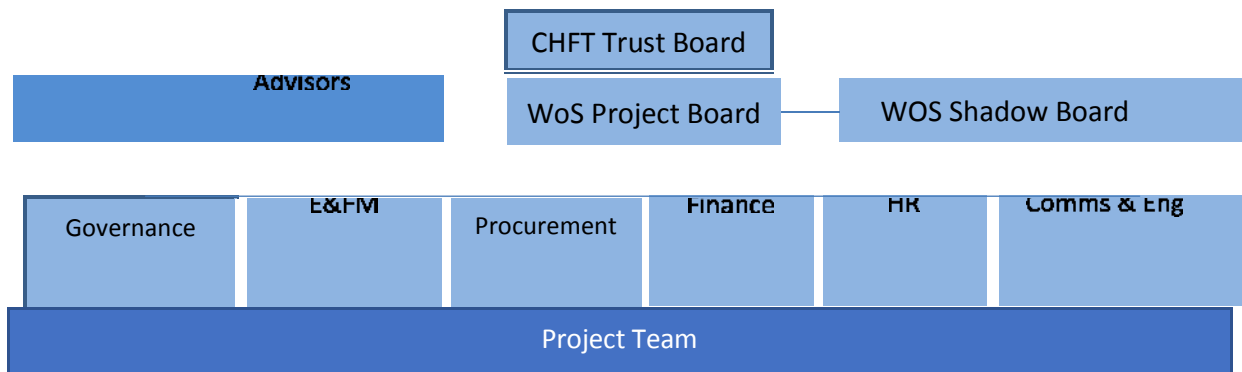 CHFT Trust Board
Advisors
WoS Project Board
WOS Shadow Board
Governance
E&FM
Procurement
Finance
HR
Comms & Eng
Project Team